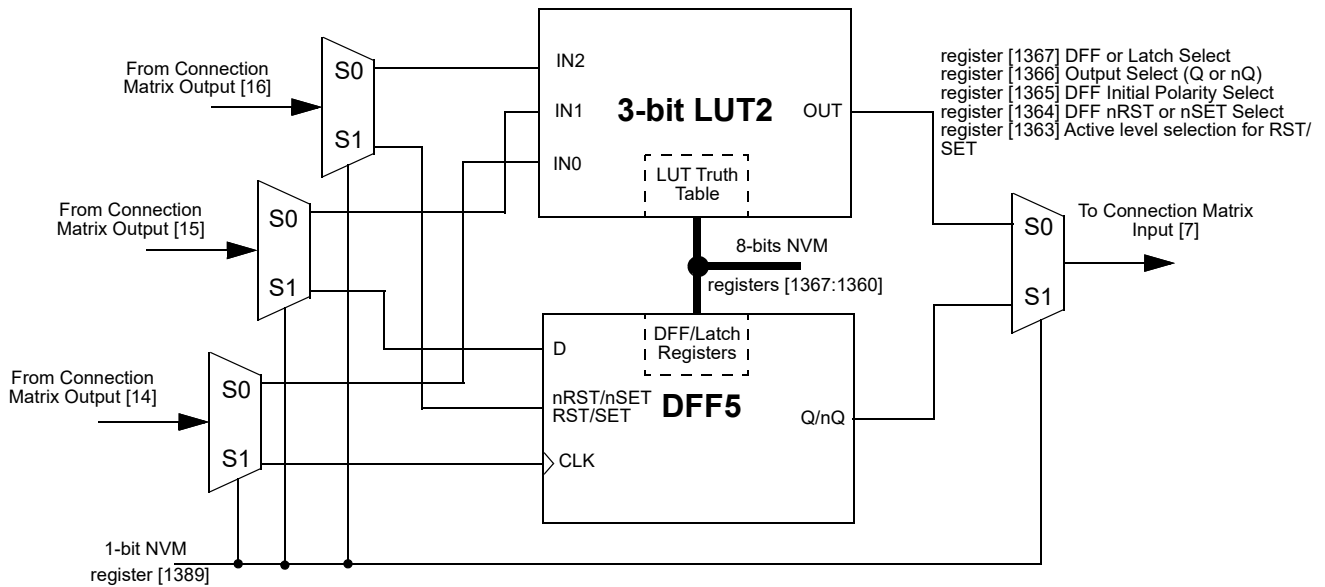 From Connection
Matrix Output [16]
S0
S1
From Connection
Matrix Output [15]
S0
S1
From Connection
Matrix Output [14]
S0
S1
1-bit NVM
register [1389]
IN2
IN1
IN0
3-bit LUT2
OUT
LUT Truth
Table
8-bits NVM
registers [1367:1360]
DFF/Latch
Registers
D
nRST/nSET
RST/SET
CLK
DFF5
Q/nQ
register [1367] DFF or Latch Select
register [1366] Output Select (Q or nQ)
register [1365] DFF Initial Polarity Select
register [1364] DFF nRST or nSET Select
register [1363] Active level selection for RST/
SET
S0
S1
To Connection Matrix
Input [7]